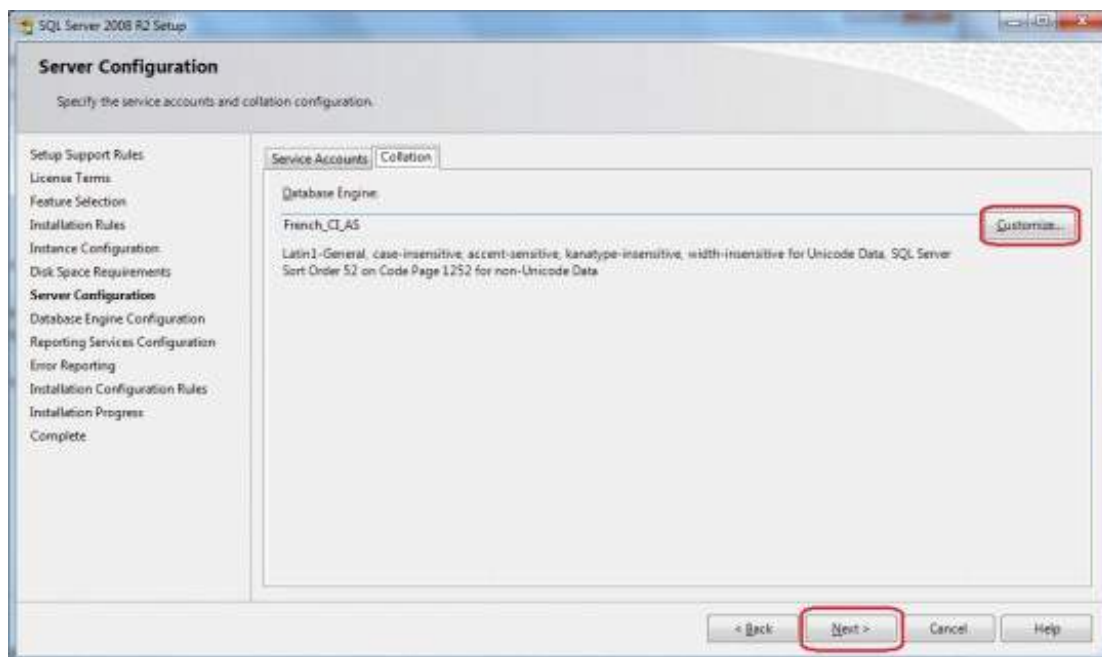 SQL Server 2008 R2 Setup
Server Configuration
Specify the service accounts and collation configuration.
Setup Support Rules
License Terms
Feature Selection
Installation Rules
Instance Configuration
Disk Space Requirements
Server Configuration
Database Engine Configuration
Reporting Services Configuration
Error Reporting
Installation Configuration Rules
Installation Progress
Complete
Service Accounts
Collation
Database Engine:
French_CI_AS
Customize...
Latin1-General, case-insensitive, accent-sensitive, kanatype-insensitive, width-insensitive for Unicode Data, SQL Server
Sort Order 52 on Code Page 1252 for non-Unicode Data
< Back
Next >
Cancel
Help